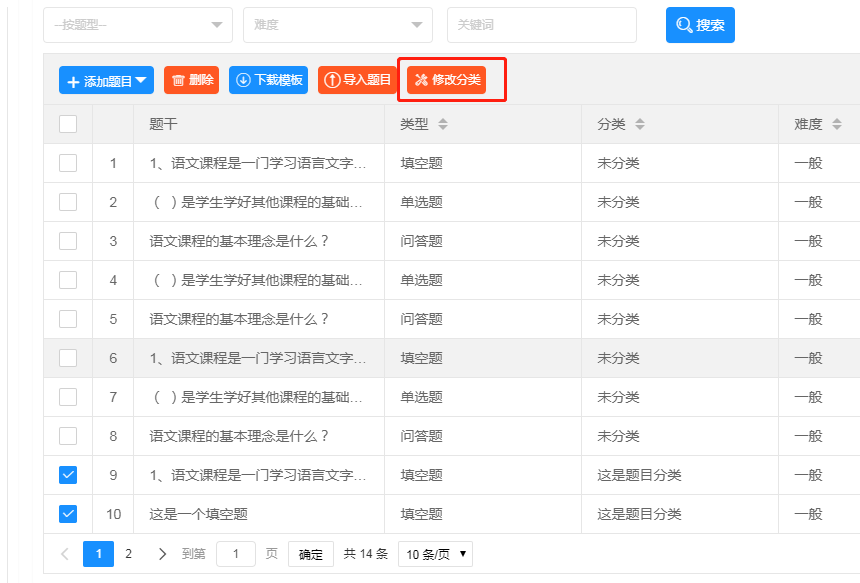 --按题型-- 难度 关键词 搜索
添加题目 删除 下载模板 导入题目 修改分类
题干 类型 分类 难度
1 1、语文课程是一门学习语言文字... 填空题 未分类 一般
2 （ ）是学生学好其他课程的基础... 单选题 未分类 一般
3 语文课程的基本理念是什么？ 问答题 未分类 一般
4 （ ）是学生学好其他课程的基础... 单选题 未分类 一般
5 语文课程的基本理念是什么？ 问答题 未分类 一般
6 1、语文课程是一门学习语言文字... 填空题 未分类 一般
7 （ ）是学生学好其他课程的基础... 单选题 未分类 一般
8 语文课程的基本理念是什么？ 问答题 未分类 一般
9 1、语文课程是一门学习语言文字... 填空题 这是题目分类 一般
10 这是一个填空题 填空题 这是题目分类 一般
1 2 到第 1 页 确定 共 14 条 10 条/页